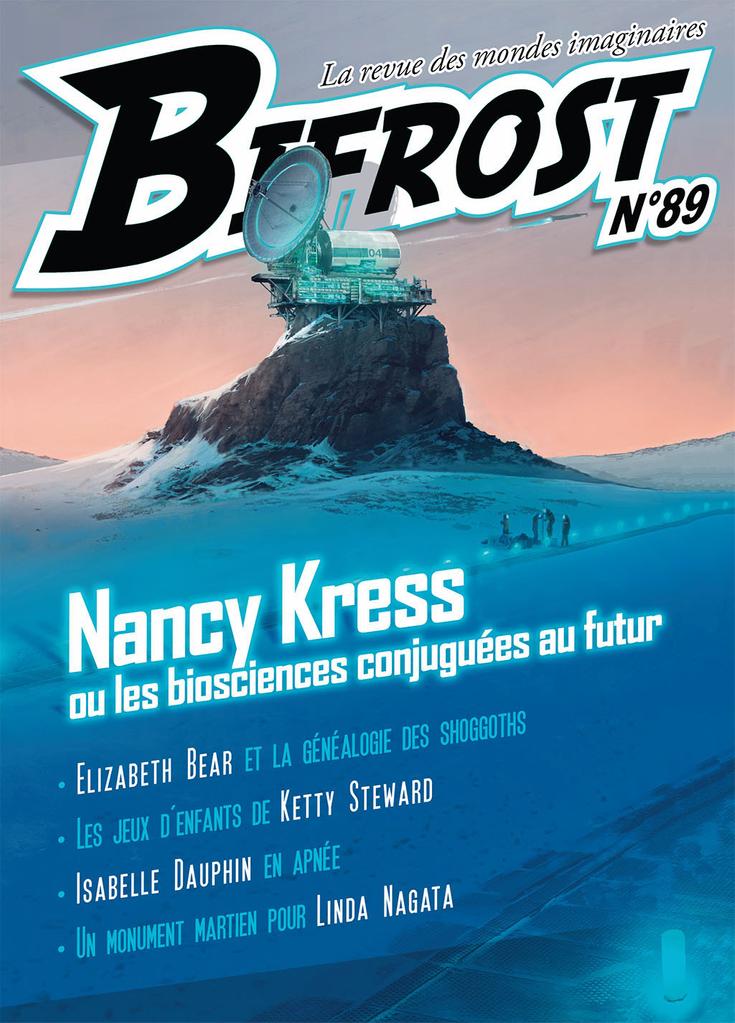 La revue des mondes imaginaires
BIFROST
N°89
04
Nancy Kress
ou les biosciences conjuguées au futur
• ELIZABETH BEAR ET LA GÉNÉALOGIE DES SHOGGOTHS
• LES JEUX D'ENFANTS DE KETTY STEWARD
• ISABELLE DAUPHIN EN APNÉE
• UN MONUMENT MARTIEN POUR LINDA NAGATA